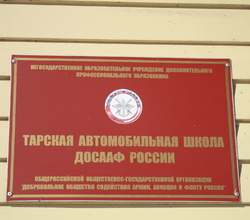 НЕГОСУДАРСТВЕННОЕ ОБРАЗОВАТЕЛЬНОЕ УЧРЕЖДЕНИЕ ДОПОЛНИТЕЛЬНОГО
ПРОФЕССИОНАЛЬНОГО ОБРАЗОВАНИЯ
ТАРСКАЯ АВТОМОБИЛЬНАЯ ШКОЛА
ДОСААФ РОССИИ
ОБЩЕРОССИЙСКОЙ ОБЩЕСТВЕННО-ГОСУДАРСТВЕННОЙ ОРГАНИЗАЦИИ
"ДОБРОВОЛЬНОЕ ОБЩЕСТВО СОДЕЙСТВИЯ АРМИИ, АВИАЦИИ И ФЛОТУ РОССИИ"